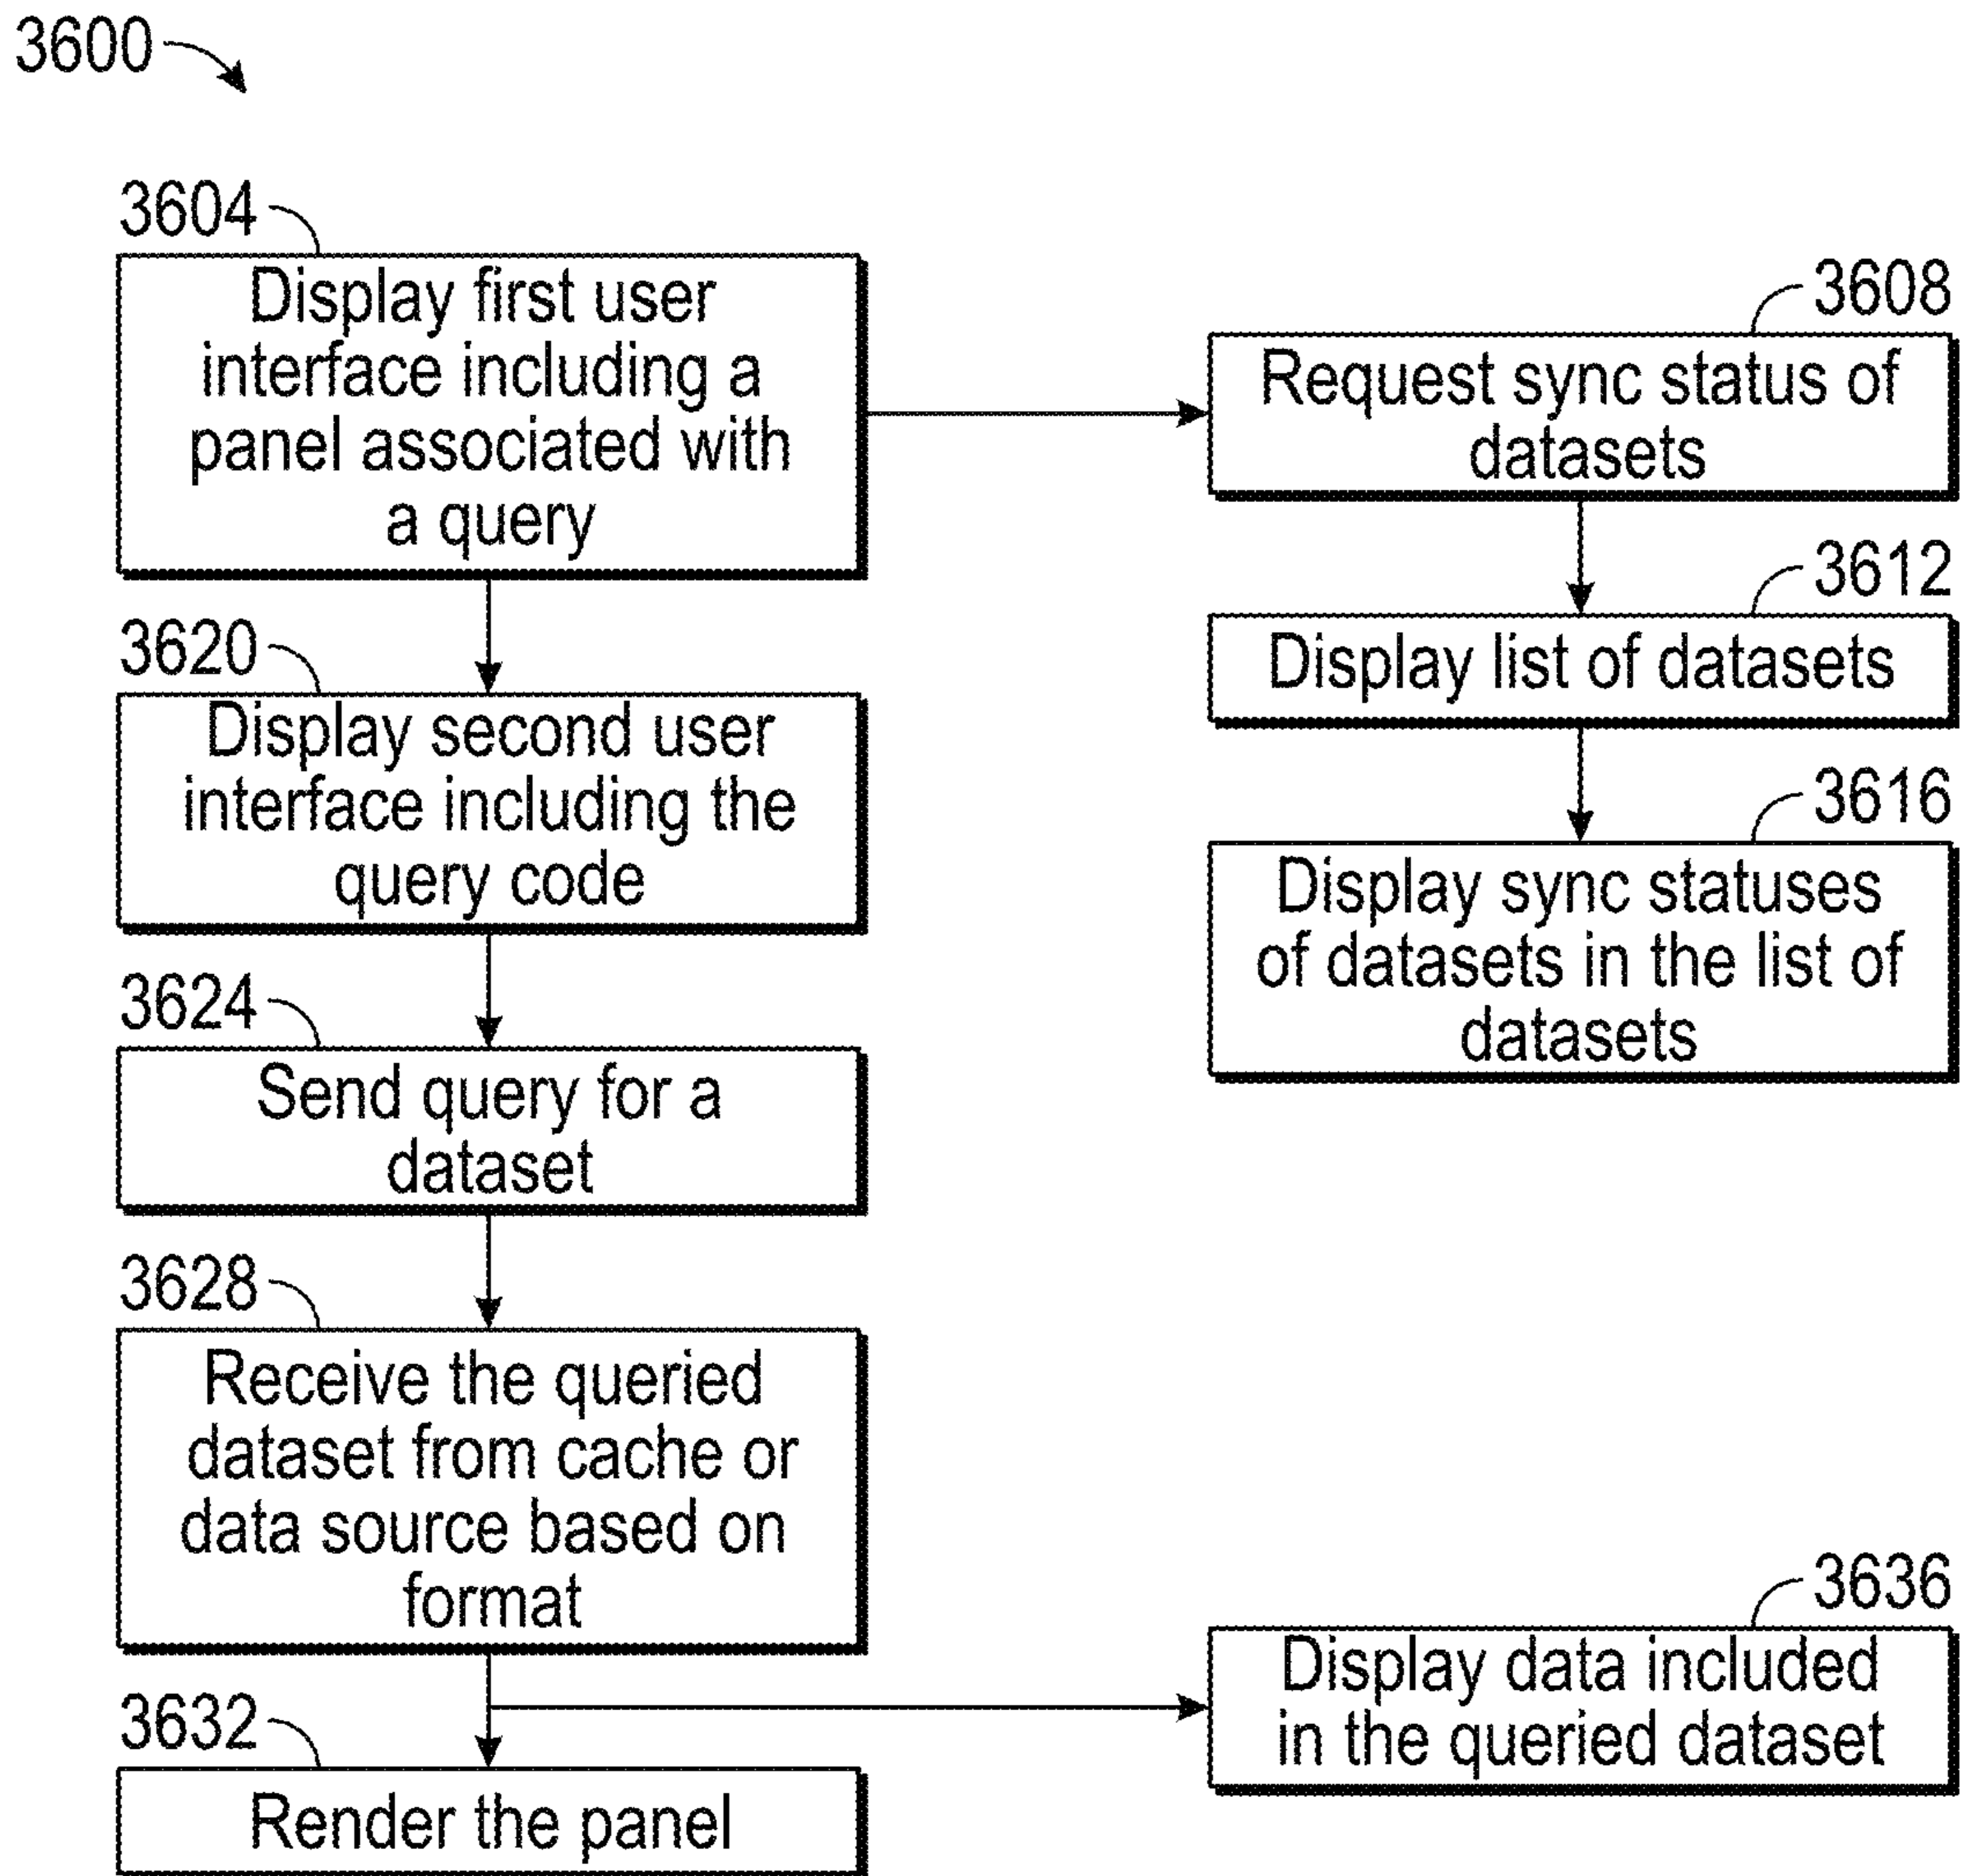 3600
3604
Display first user
interface including a
panel associated with
a query
3608
Request sync status of
datasets
3612
Display list of datasets
3616
Display sync statuses
of datasets in the list of
datasets
3620
Display second user
interface including the
query code
3624
Send query for a
dataset
3628
Receive the queried
dataset from cache or
data source based on
format
3632
Render the panel
3636
Display data included
in the queried dataset